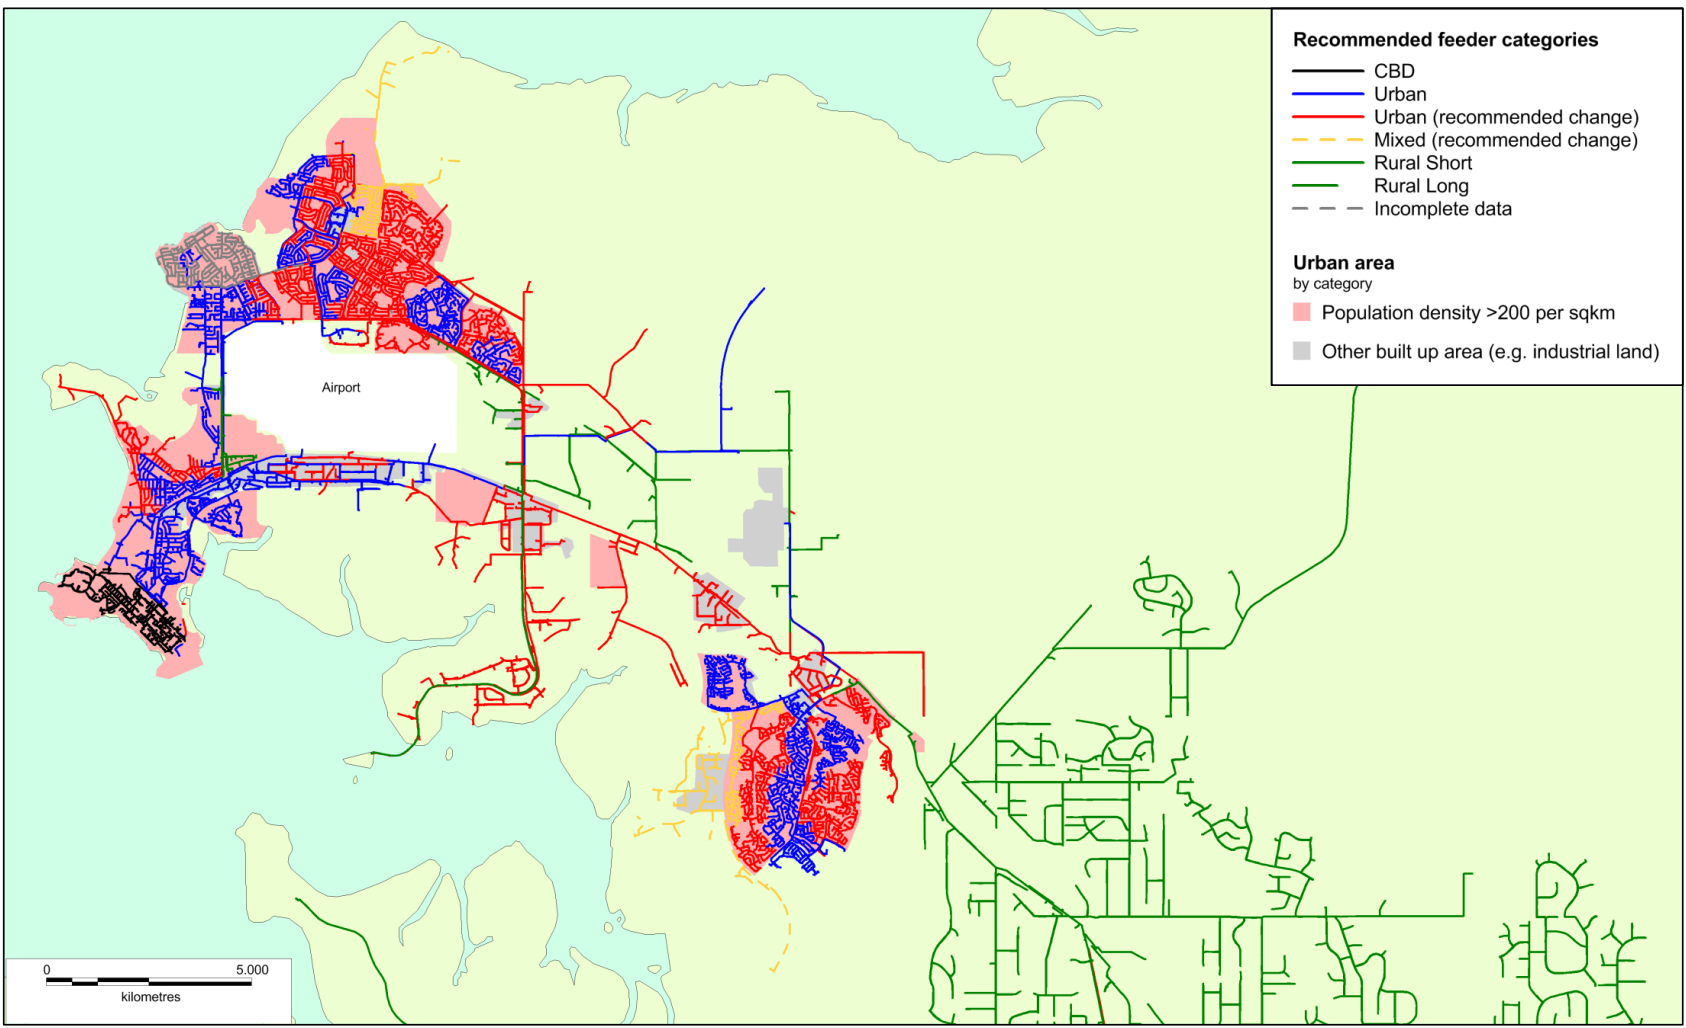 Recommended feeder categories
CBD
Urban
Urban (recommended change)
Mixed (recommended change)
Rural Short
Rural Long
Incomplete data
Urban area
by category
Population density >200 per sqkm
Other built up area (e.g. industrial land)
Airport
0 5.000
kilometres